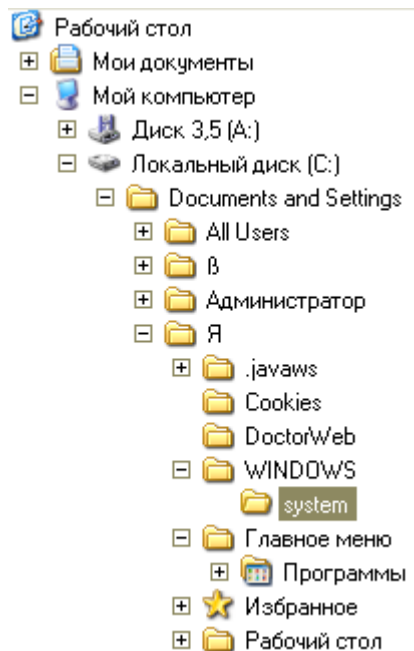 Рабочий стол
Мои документы
Мой компьютер
Диск 3,5 (A:)
Локальный диск (C:)
Documents and Settings
All Users
ß
Администратор
Я
.javaws
Cookies
DoctorWeb
WINDOWS
system
Главное меню
Программы
Избранное
Рабочий стол